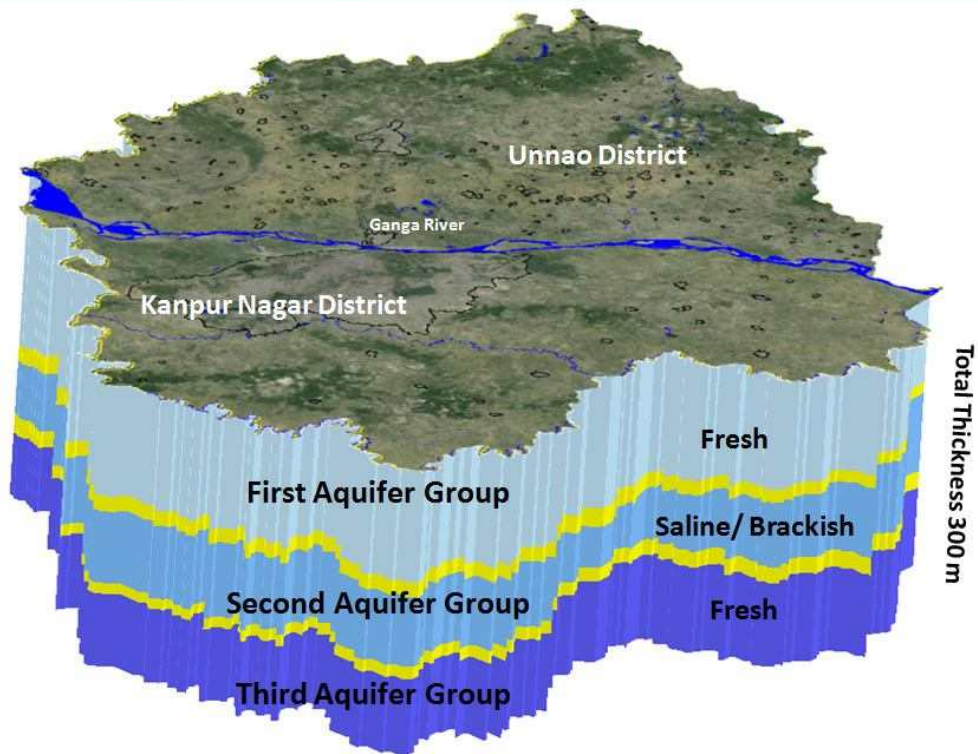 Unnao District
Ganga River
Kanpur Nagar District
Total Thickness 300 m
Fresh
First Aquifer Group
Saline/ Brackish
Second Aquifer Group
Fresh
Third Aquifer Group